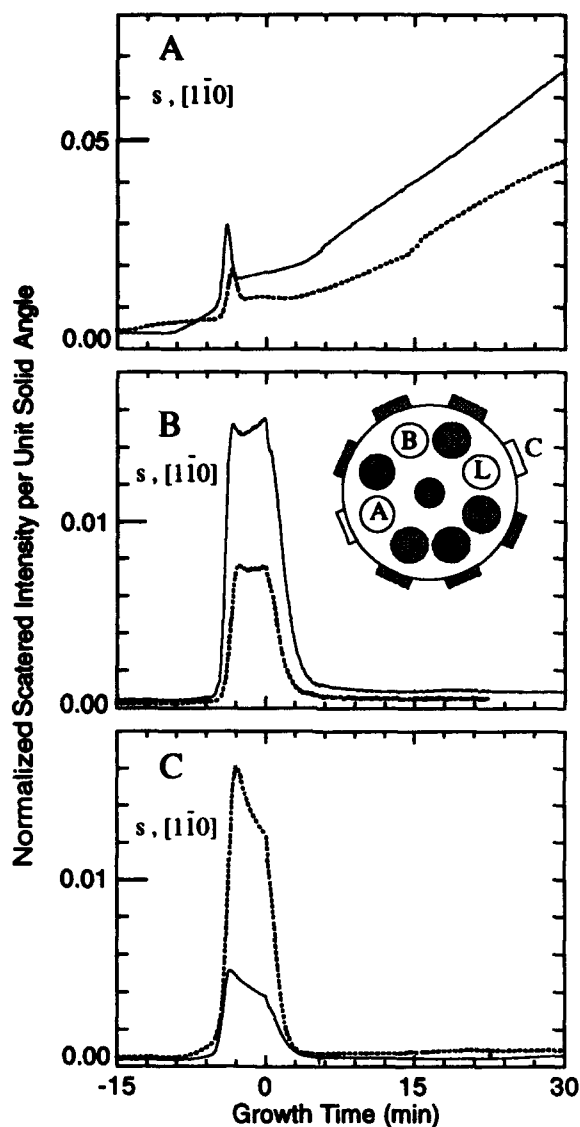 Normalized Scatered Intensity per Unit Solid Angle
A
s , [11̄0]
0.05
0.00
B
s , [11̄0]
0.01
0.00
B
C
L
A
C
s , [11̄0]
0.01
0.00
-15 0 15 30
Growth Time (min)